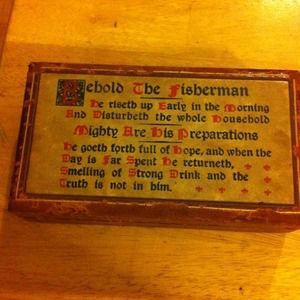 Behold The Fisherman
He riseth up Early in the Morning
And Disturbeth the whole Household
Mighty Are His Preparations
He goeth forth full of Hope, and when the
Day is Far Spent He returneth,
Smelling of Strong Drink and the
Truth is not in him.